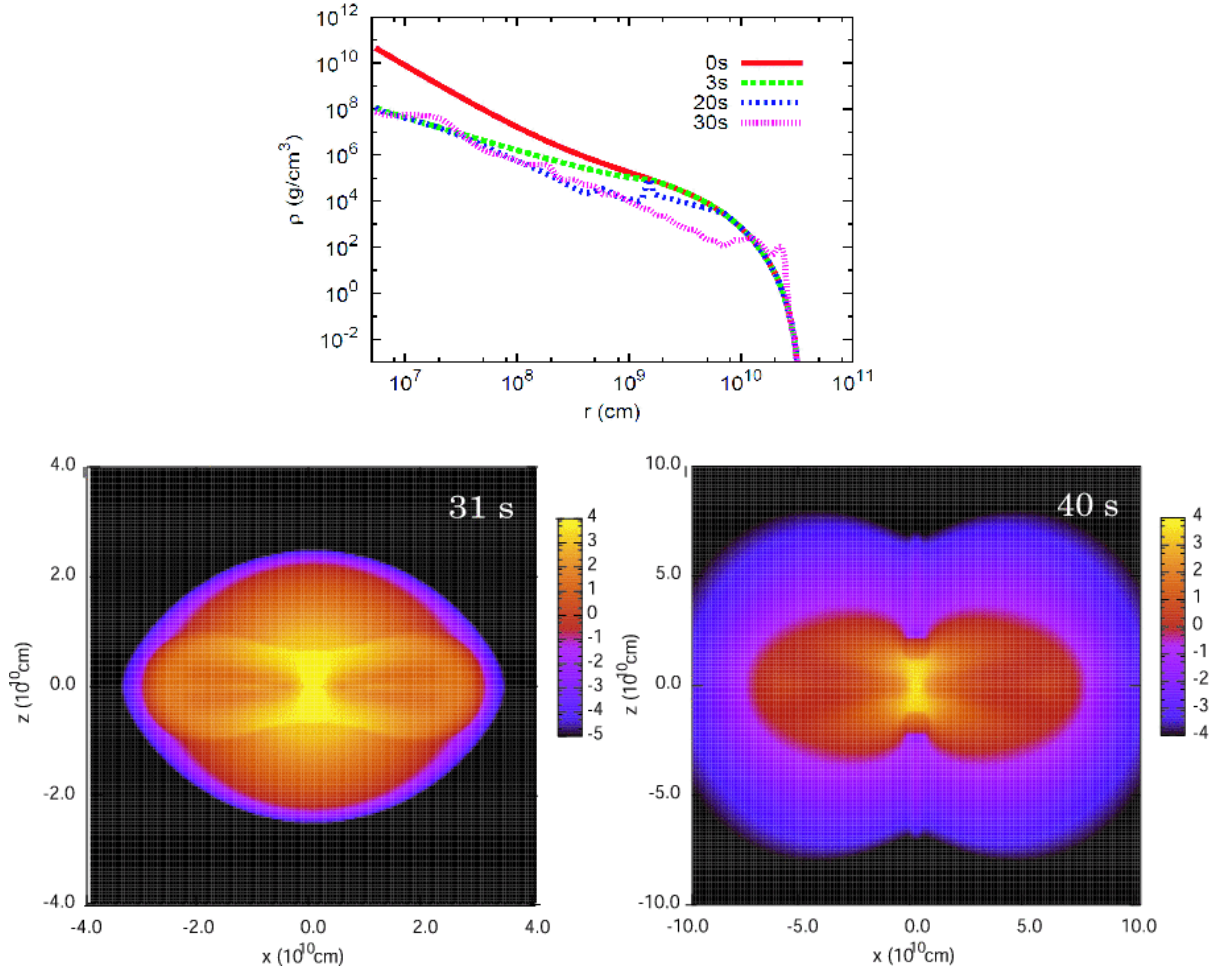 10^12
10^10
10^8
10^6
10^4
10^2
10^0
10^-2
ρ (g/cm^3)
0s
3s
20s
30s
10^7 10^8 10^9 10^10 10^11
r (cm)
4.0
2.0
0.0
-2.0
-4.0
z (10^10cm)
31 s
4
3
2
1
0
-1
-2
-3
-4
-5
-4.0 -2.0 0.0 2.0 4.0
x (10^10cm)
10.0
5.0
0.0
-5.0
-10.0
z (10^10cm)
40 s
4
3
2
1
0
-1
-2
-3
-4
-10.0 -5.0 0.0 5.0 10.0
x (10^10cm)